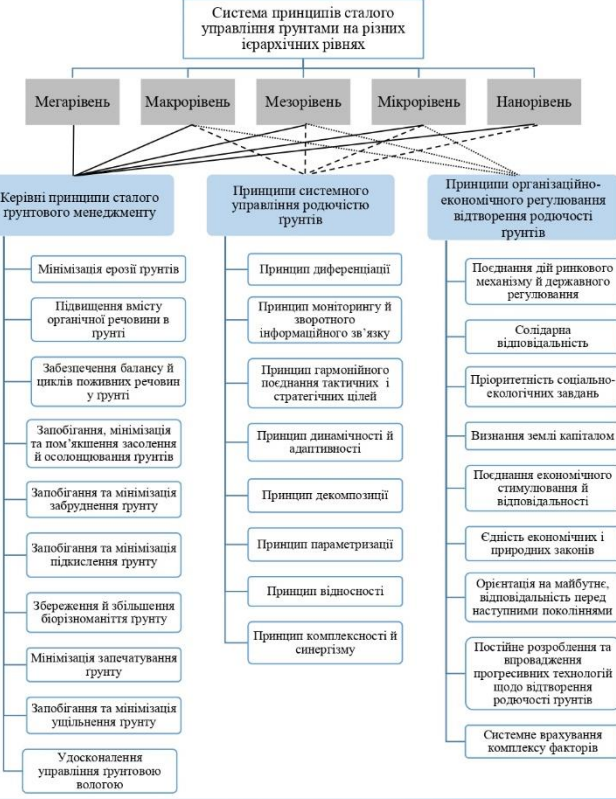 Система принципів сталого
управління ґрунтами на різних
ієрархічних рівнях
Мегарівень
Макрорівень
Мезорівень
Мікрорівень
Нанорівень
Керівні принципи сталого
ґрунтового менеджменту
Мінімізація ерозії ґрунтів
Підвищення вмісту
органічної речовини в
ґрунті
Забезпечення балансу й
циклів поживних речовин
у ґрунті
Запобігання, мінімізація
та пом’якшення засолення
й осолонцювання ґрунтів
Запобігання та мінімізація
забруднення ґрунту
Запобігання та мінімізація
підкислення ґрунту
Збереження й збільшення
біорізноманіття ґрунту
Мінімізація запечатування
ґрунту
Запобігання та мінімізація
ущільнення ґрунту
Удосконалення
управління ґрунтовою
вологою
Принципи системного
управління родючістю
ґрунтів
Принцип диференціації
Принцип моніторингу й
зворотного
інформаційного зв’язку
Принцип гармонійного
поєднання тактичних і
стратегічних цілей
Принцип динамічності й
адаптивності
Принцип декомпозиції
Принцип параметризації
Принцип відносності
Принцип комплексності й
синергізму
Принципи організаційно-
економічного регулювання
відтворення родючості
ґрунтів
Поєднання дій ринкового
механізму й державного
регулювання
Солідарна
відповідальність
Пріоритетність соціально-
екологічних завдань
Визнання землі капіталом
Поєднання економічного
стимулювання й
відповідальності
Єдність економічних і
природних законів
Орієнтація на майбутнє,
відповідальність перед
наступними поколіннями
Постійне розроблення та
впровадження
прогресивних технологій
щодо відтворення
родючості ґрунтів
Системне врахування
комплексу факторів